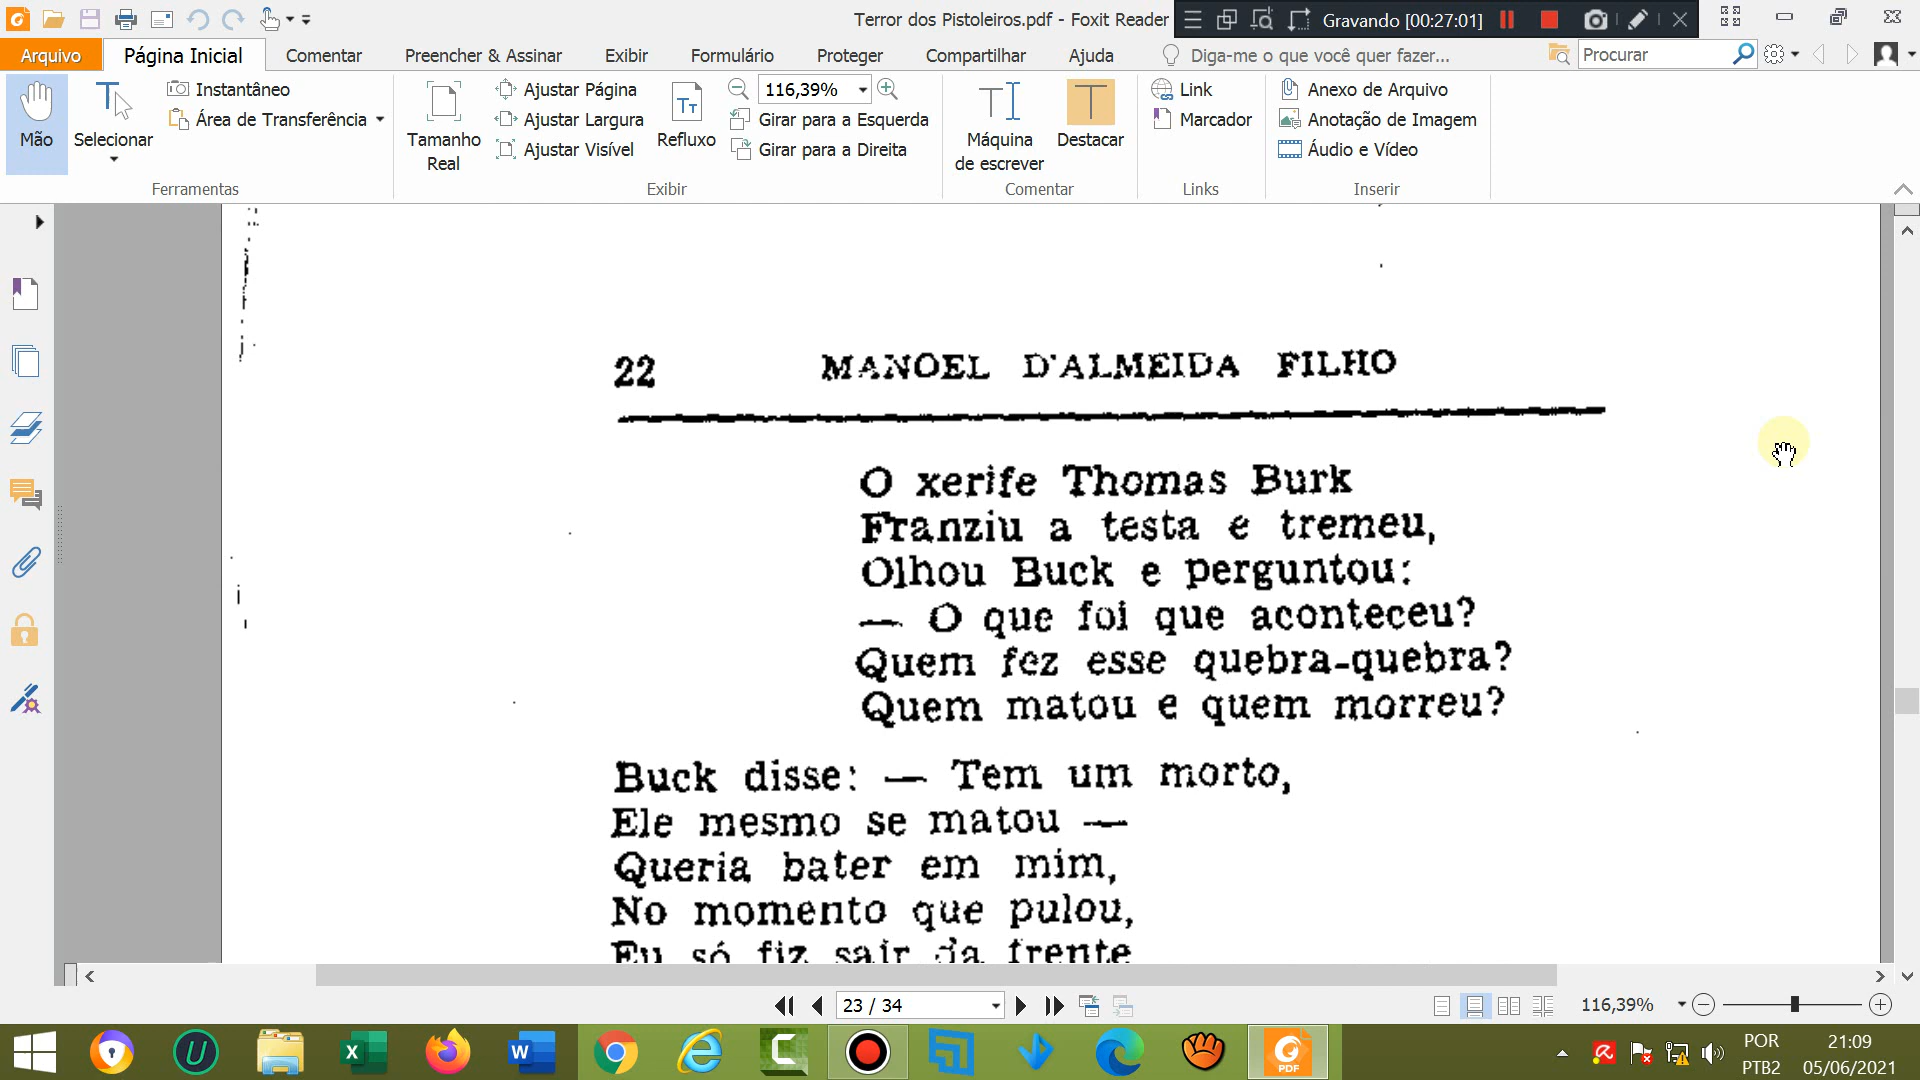 Terror dos Pistoleiros.pdf - Foxit Reader
Gravando [00:27:01]
Arquivo
Página Inicial
Comentar
Preencher & Assinar
Exibir
Formulário
Proteger
Compartilhar
Ajuda
Diga-me o que você quer fazer...
Procurar
Mão
Selecionar
Instantâneo
Área de Transferência
Ferramentas
Tamanho
Real
Ajustar Página
Ajustar Largura
Ajustar Visível
Refluxo
116,39%
Girar para a Esquerda
Girar para a Direita
Exibir
Máquina
de escrever
Destacar
Comentar
Link
Marcador
Links
Anexo de Arquivo
Anotação de Imagem
Áudio e Vídeo
Inserir
22 MANOEL D'ALMEIDA FILHO
O xerife Thomas Burk
Franziu a testa e tremeu,
Olhou Buck e perguntou:
— O que foi que aconteceu?
Quem fez esse quebra-quebra?
Quem matou e quem morreu?
Buck disse: — Tem um morto,
Ele mesmo se matou —
Queria bater em mim,
No momento que pulou,
Eu só fiz sair da frente
23 / 34
116,39%
POR
PTB2
21:09
05/06/2021